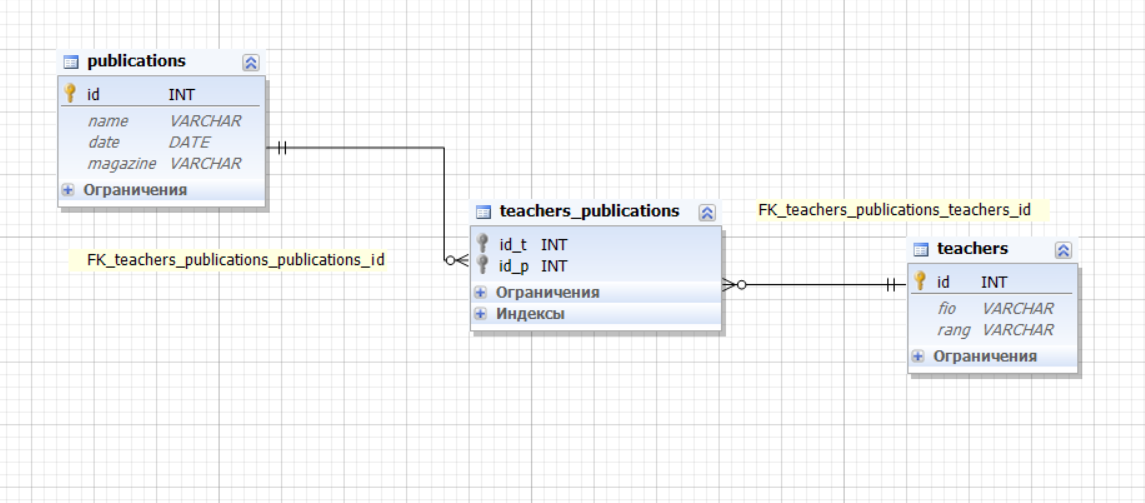 publications
id INT
name VARCHAR
date DATE
magazine VARCHAR
Ограничения
FK_teachers_publications_publications_id
teachers_publications
id_t INT
id_p INT
Ограничения
Индексы
FK_teachers_publications_teachers_id
teachers
id INT
fio VARCHAR
rang VARCHAR
Ограничения